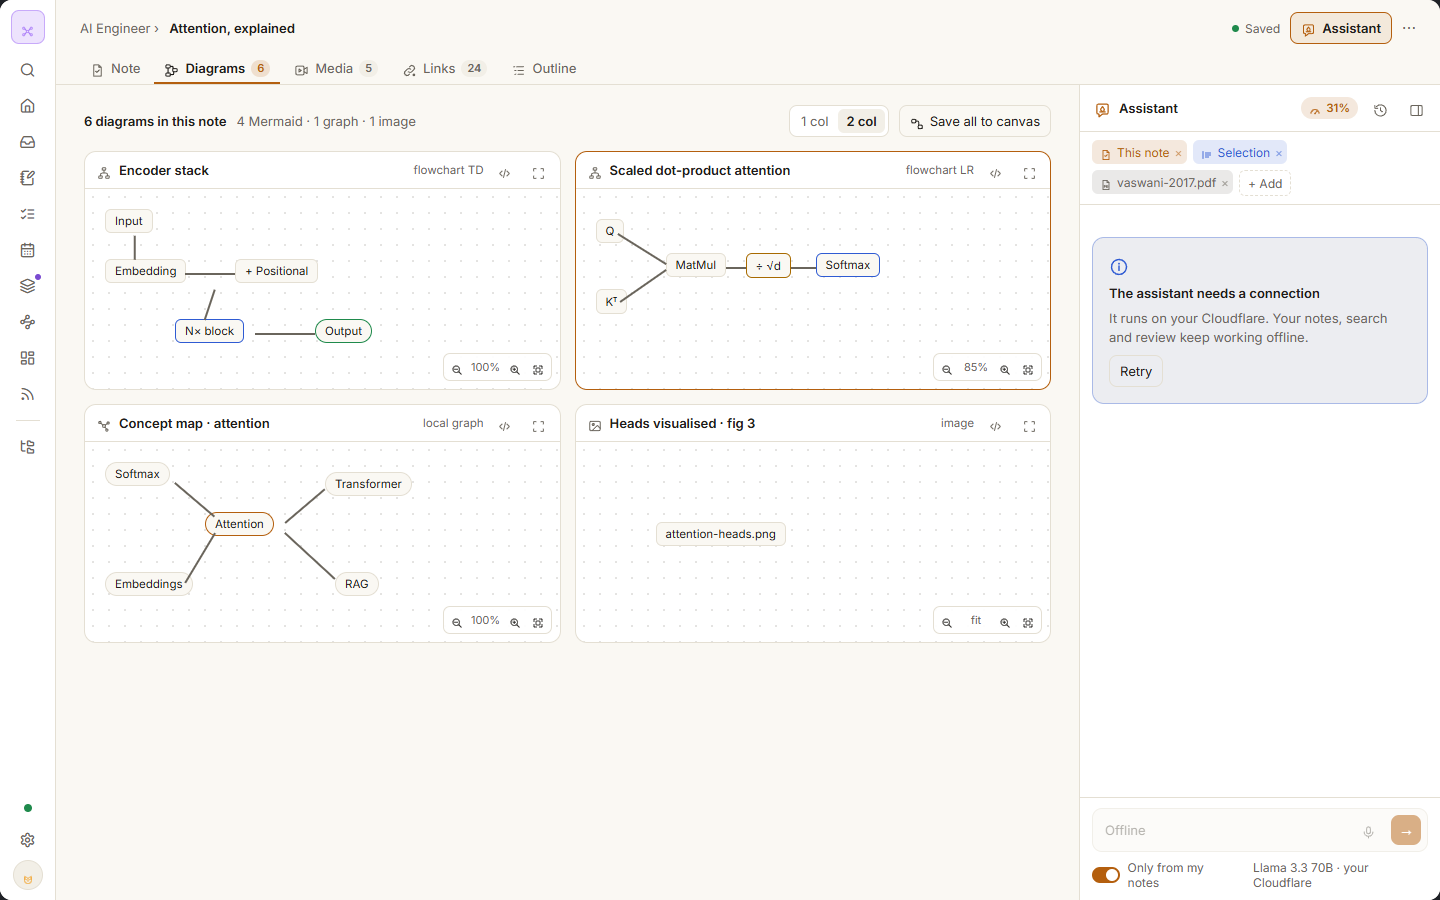 AI Engineer › Attention, explained
Saved
Assistant
Note
Diagrams 6
Media 5
Links 24
Outline
6 diagrams in this note 4 Mermaid · 1 graph · 1 image
1 col 2 col
Save all to canvas
Encoder stack
flowchart TD
Input
Embedding
+ Positional
N× block
Output
100%
Scaled dot-product attention
flowchart LR
Q
MatMul
÷ √d
Softmax
Kᵀ
85%
Concept map · attention
local graph
Softmax
Transformer
Attention
Embeddings
RAG
100%
Heads visualised · fig 3
image
attention-heads.png
fit
Assistant
31%
This note ×
Selection ×
vaswani-2017.pdf ×
+ Add
The assistant needs a connection
It runs on your Cloudflare. Your notes, search
and review keep working offline.
Retry
Offline
Only from my
notes
Llama 3.3 70B · your
Cloudflare